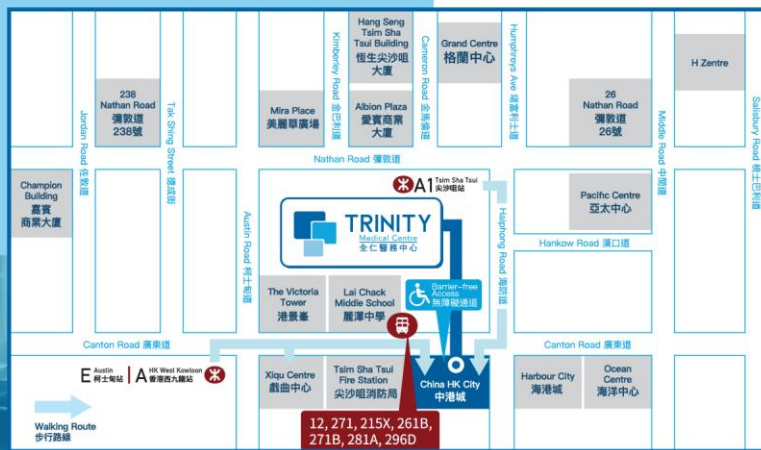 Hang Seng
Tsim Sha
Tsui Building
恆生尖沙咀
大廈
Grand Centre
格蘭中心
H Zentre
238
Nathan Road
彌敦道
238號
Mira Place
美麗華廣場
Albion Plaza
愛賓商業
大廈
26
Nathan Road
彌敦道
26號
Jordan Road 佐敦道
Tak Shing Street 德成街
Kimberley Road 金巴利道
Cameron Road 金馬倫道
Humphreys Ave 堪富利士道
Middle Road 中間道
Salisbury Road 梳士巴利道
Nathan Road 彌敦道
Champion
Building
嘉賓
商業大廈
A1 Tsim Sha Tsui
尖沙咀站
TRINITY
Medical Centre
全仁醫務中心
Pacific Centre
亞太中心
Austin Road 柯士甸道
Haiphong Road 海防道
Hankow Road 漢口道
The Victoria
Tower
港景峯
Lai Chack
Middle School
麗澤中學
Barrier-free
Access
無障礙通道
Canton Road 廣東道
Canton Road 廣東道
E Austin
柯士甸站
A HK West Kowloon
香港西九龍站
Xiqu Centre
戲曲中心
Tsim Sha Tsui
Fire Station
尖沙咀消防局
China HK City
中港城
Harbour City
海港城
Ocean
Centre
海洋中心
Walking Route
步行路線
12, 271, 215X, 261B,
271B, 281A, 296D